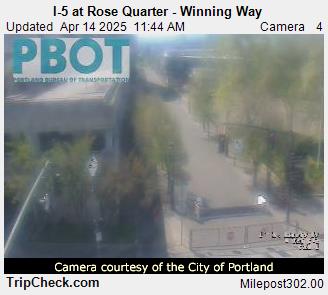 I-5 at Rose Quarter - Winning Way
Updated Apr 14 2025 11:44 AM Camera 4
PBOT
PORTLAND BUREAU OF TRANSPORTATION
Camera courtesy of the City of Portland
TripCheck.com Milepost302.00